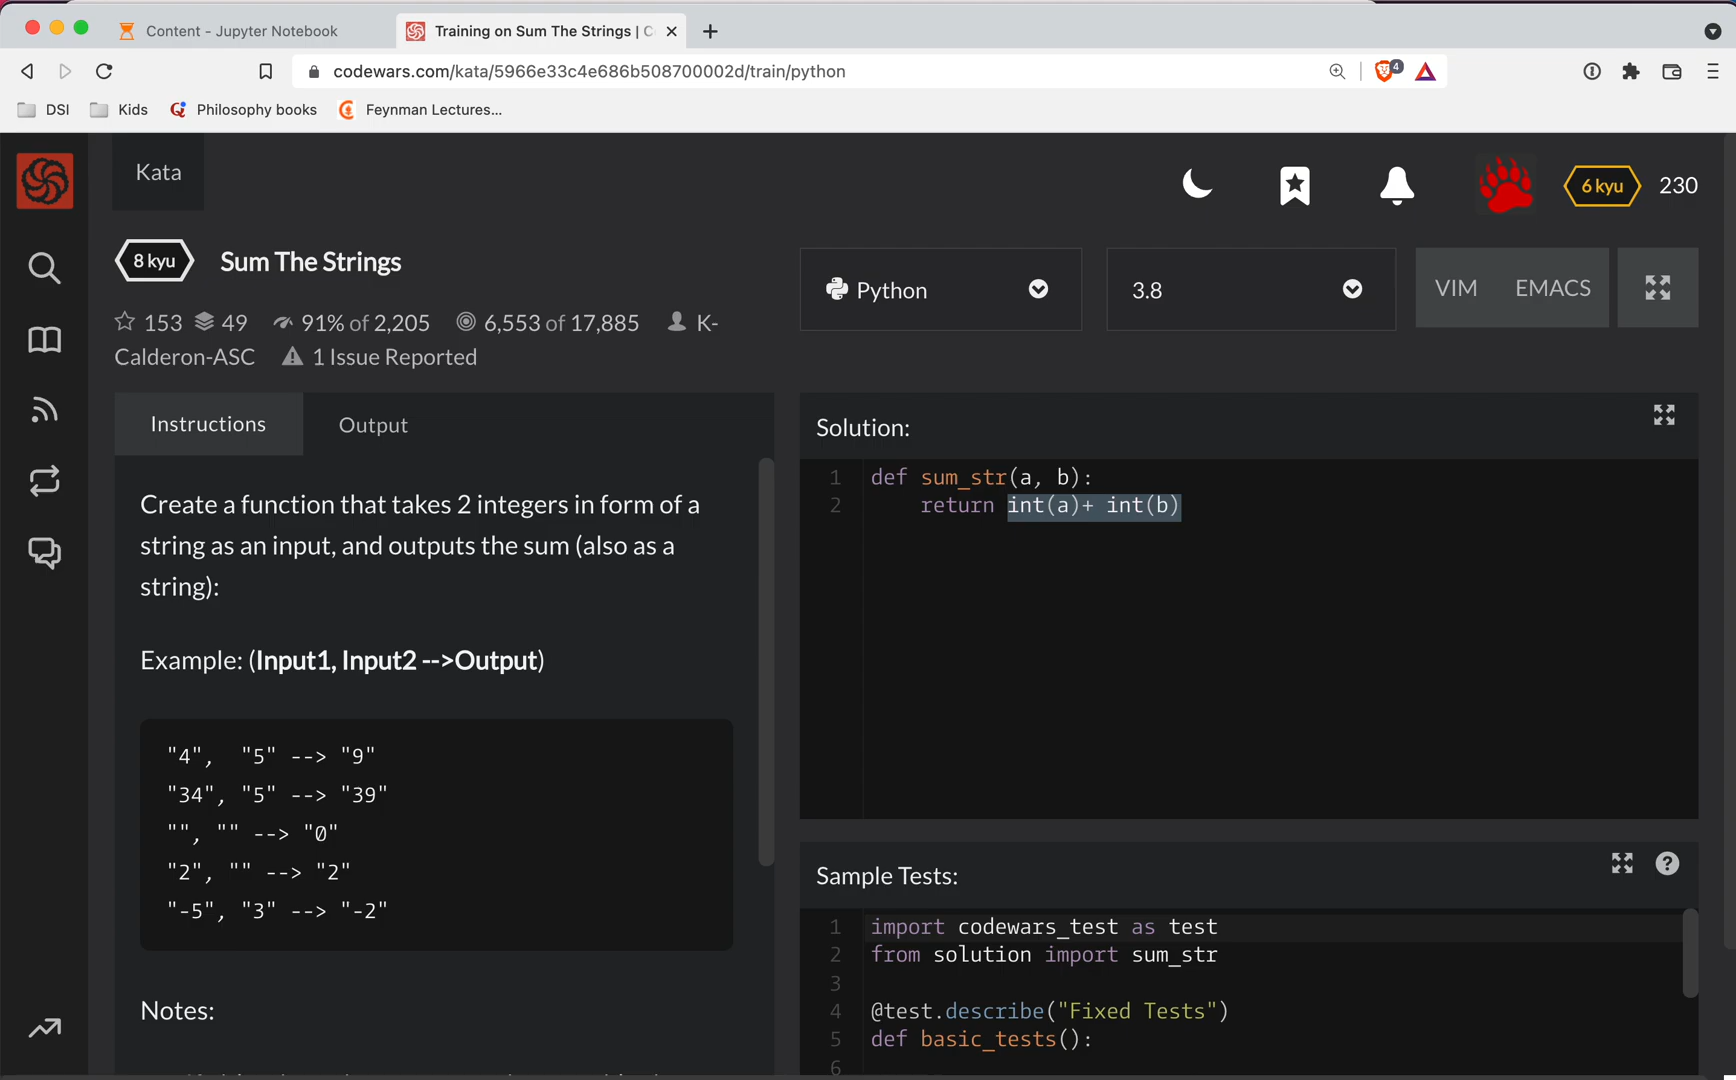 Content - Jupyter Notebook
Training on Sum The Strings | C
codewars.com/kata/5966e33c4e686b508700002d/train/python
4
DSI
Kids
Philosophy books
Feynman Lectures...
Kata
6 kyu
230
8 kyu
Sum The Strings
153 49 91% of 2,205 6,553 of 17,885 K-
Calderon-ASC 1 Issue Reported
Python
3.8
VIM
EMACS
Instructions
Output
Create a function that takes 2 integers in form of a
string as an input, and outputs the sum (also as a
string):
Example: (Input1, Input2 -->Output)
"4",  "5" --> "9"
"34", "5" --> "39"
"", "" --> "0"
"2", "" --> "2"
"-5", "3" --> "-2"
Notes:
Solution:
1 def sum_str(a, b):
2     return int(a)+ int(b)
Sample Tests:
?
1 import codewars_test as test
2 from solution import sum_str
3
4 @test.describe("Fixed Tests")
5 def basic_tests():
6